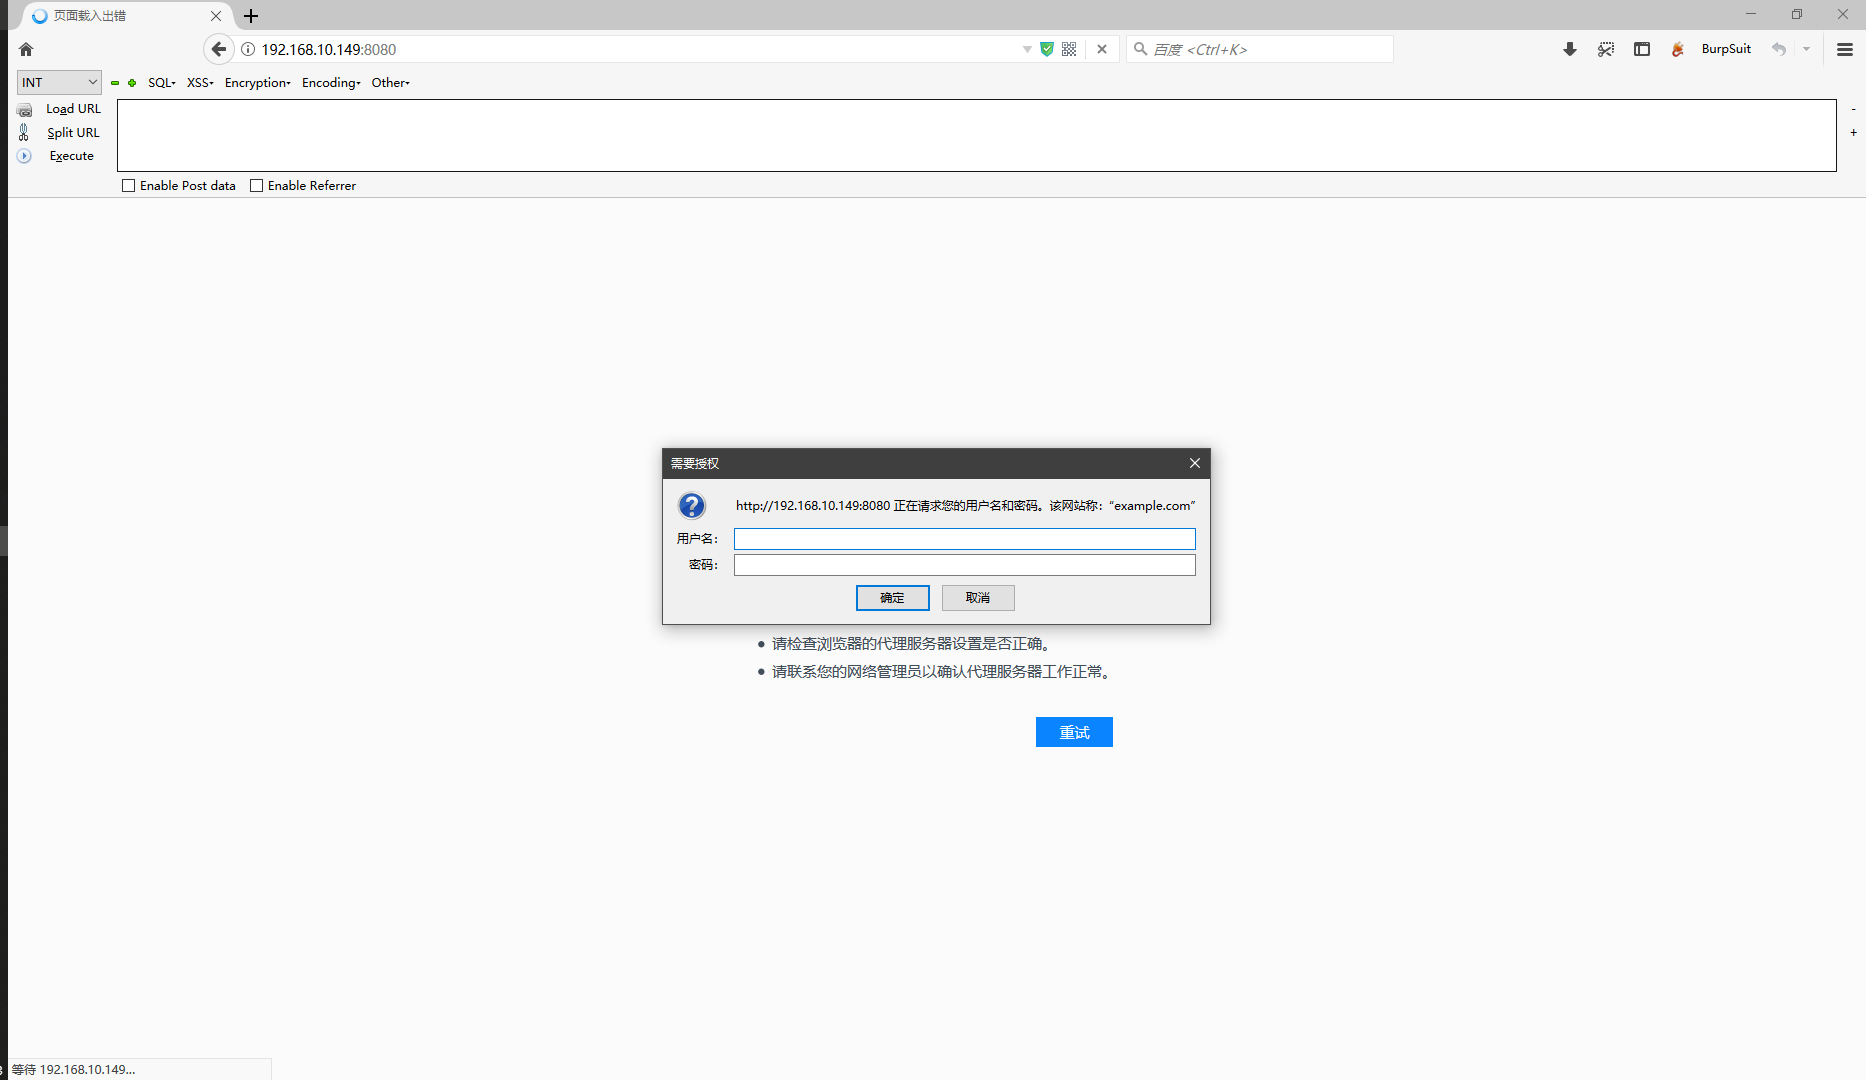 页面载入出错
192.168.10.149:8080
百度 <Ctrl+K>
BurpSuit
INT
SQL
XSS
Encryption
Encoding
Other
Load URL
Split URL
Execute
-
+
Enable Post data
Enable Referrer
需要授权
http://192.168.10.149:8080 正在请求您的用户名和密码。该网站称：“example.com”
用户名：
密码：
确定
取消
请检查浏览器的代理服务器设置是否正确。
请联系您的网络管理员以确认代理服务器工作正常。
重试
等待 192.168.10.149...